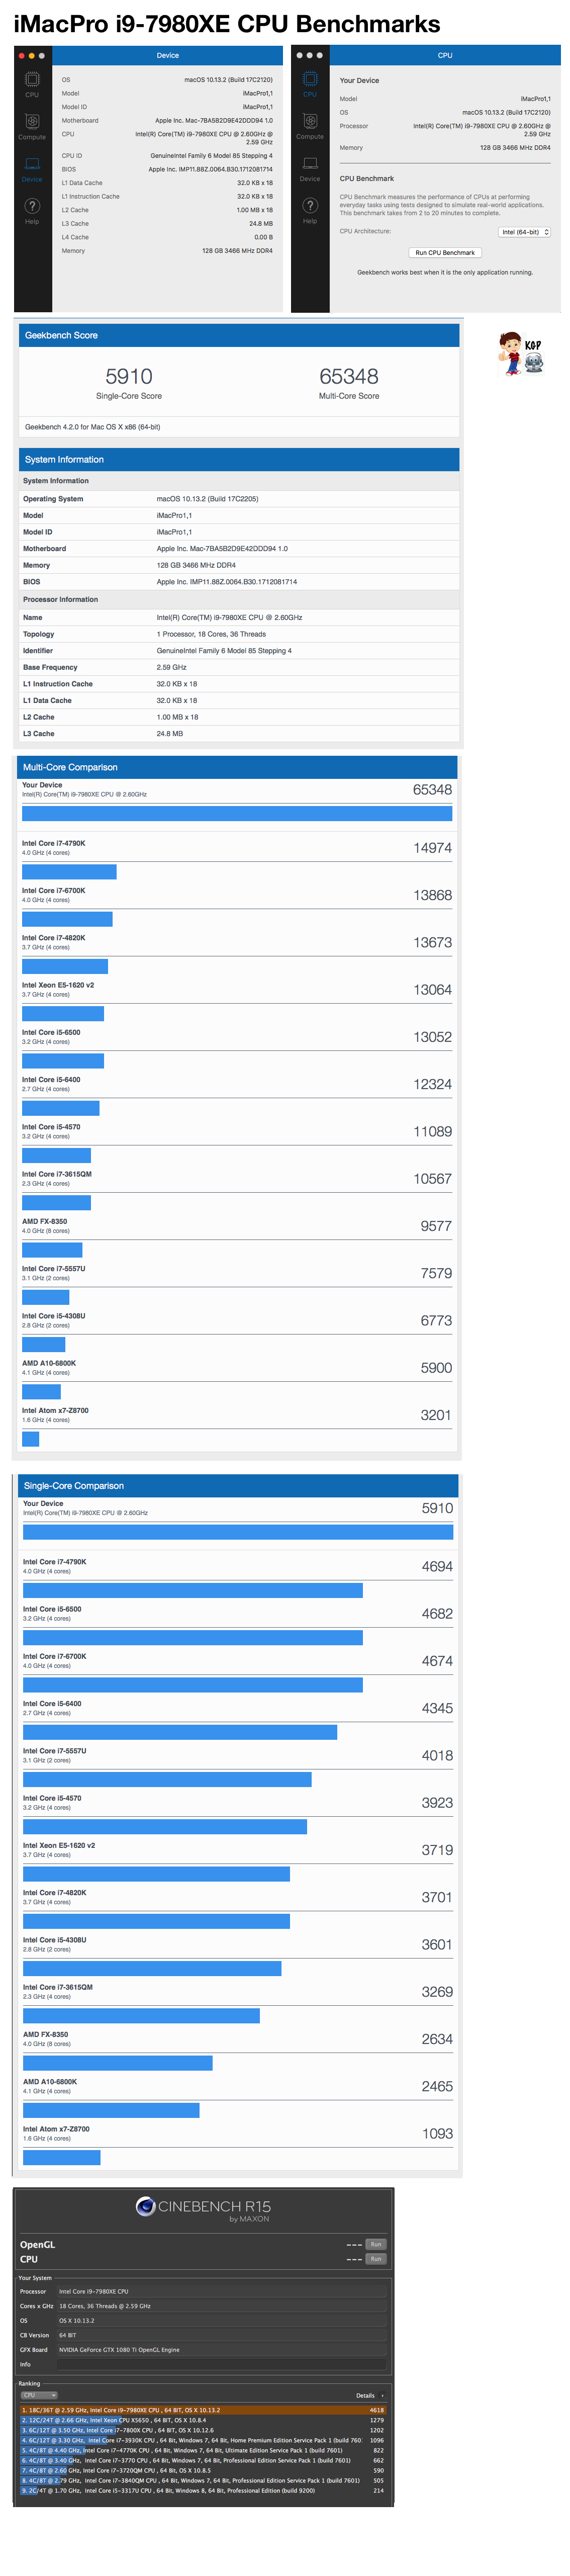 iMacPro i9-7980XE CPU Benchmarks
Device
CPU
Compute
Device
Help
OS macOS 10.13.2 (Build 17C2120)
Model iMacPro1,1
Model ID iMacPro1,1
Motherboard Apple Inc. Mac-7BA5B2D9E42DDD94 1.0
CPU Intel(R) Core(TM) i9-7980XE CPU @ 2.60GHz @
2.59 GHz
CPU ID GenuineIntel Family 6 Model 85 Stepping 4
BIOS Apple Inc. IMP11.88Z.0064.B30.1712081714
L1 Data Cache 32.0 KB x 18
L1 Instruction Cache 32.0 KB x 18
L2 Cache 1.00 MB x 18
L3 Cache 24.8 MB
L4 Cache 0.00 B
Memory 128 GB 3466 MHz DDR4
CPU
CPU
Compute
Device
Help
Your Device
Model iMacPro1,1
OS macOS 10.13.2 (Build 17C2120)
Processor Intel(R) Core(TM) i9-7980XE CPU @ 2.60GHz @
2.59 GHz
Memory 128 GB 3466 MHz DDR4
CPU Benchmark
CPU Benchmark measures the performance of CPUs at performing
everyday tasks using tests designed to simulate real-world applications.
This benchmark takes from 2 to 20 minutes to complete.
CPU Architecture: Intel (64-bit)
Run CPU Benchmark
Geekbench works best when it is the only application running.
KGP
Geekbench Score
5910 65348
Single-Core Score Multi-Core Score
Geekbench 4.2.0 for Mac OS X x86 (64-bit)
System Information
System Information
Operating System macOS 10.13.2 (Build 17C2205)
Model iMacPro1,1
Model ID iMacPro1,1
Motherboard Apple Inc. Mac-7BA5B2D9E42DDD94 1.0
Memory 128 GB 3466 MHz DDR4
BIOS Apple Inc. IMP11.88Z.0064.B30.1712081714
Processor Information
Name Intel(R) Core(TM) i9-7980XE CPU @ 2.60GHz
Topology 1 Processor, 18 Cores, 36 Threads
Identifier GenuineIntel Family 6 Model 85 Stepping 4
Base Frequency 2.59 GHz
L1 Instruction Cache 32.0 KB x 18
L1 Data Cache 32.0 KB x 18
L2 Cache 1.00 MB x 18
L3 Cache 24.8 MB
Multi-Core Comparison
Your Device 65348
Intel(R) Core(TM) i9-7980XE CPU @ 2.60GHz
Intel Core i7-4790K 14974
4.0 GHz (4 cores)
Intel Core i7-6700K 13868
4.0 GHz (4 cores)
Intel Core i7-4820K 13673
3.7 GHz (4 cores)
Intel Xeon E5-1620 v2 13064
3.7 GHz (4 cores)
Intel Core i5-6500 13052
3.2 GHz (4 cores)
Intel Core i5-6400 12324
2.7 GHz (4 cores)
Intel Core i5-4570 11089
3.2 GHz (4 cores)
Intel Core i7-3615QM 10567
2.3 GHz (4 cores)
AMD FX-8350 9577
4.0 GHz (8 cores)
Intel Core i7-5557U 7579
3.1 GHz (2 cores)
Intel Core i5-4308U 6773
2.8 GHz (2 cores)
AMD A10-6800K 5900
4.1 GHz (4 cores)
Intel Atom x7-Z8700 3201
1.6 GHz (4 cores)
Single-Core Comparison
Your Device 5910
Intel(R) Core(TM) i9-7980XE CPU @ 2.60GHz
Intel Core i7-4790K 4694
4.0 GHz (4 cores)
Intel Core i5-6500 4682
3.2 GHz (4 cores)
Intel Core i7-6700K 4674
4.0 GHz (4 cores)
Intel Core i5-6400 4345
2.7 GHz (4 cores)
Intel Core i7-5557U 4018
3.1 GHz (2 cores)
Intel Core i5-4570 3923
3.2 GHz (4 cores)
Intel Xeon E5-1620 v2 3719
3.7 GHz (4 cores)
Intel Core i7-4820K 3701
3.7 GHz (4 cores)
Intel Core i5-4308U 3601
2.8 GHz (2 cores)
Intel Core i7-3615QM 3269
2.3 GHz (4 cores)
AMD FX-8350 2634
4.0 GHz (8 cores)
AMD A10-6800K 2465
4.1 GHz (4 cores)
Intel Atom x7-Z8700 1093
1.6 GHz (4 cores)
CINEBENCH R15
by MAXON
OpenGL --- Run
CPU --- Run
Your System
Processor Intel Core i9-7980XE CPU
Cores x GHz 18 Cores, 36 Threads @ 2.59 GHz
OS OS X 10.13.2
CB Version 64 BIT
GFX Board NVIDIA GeForce GTX 1080 Ti OpenGL Engine
Info
Ranking
CPU Details
1. 18C/36T @ 2.59 GHz, Intel Core i9-7980XE CPU, 64 BIT, OS X 10.13.2 4618
2. 12C/24T @ 2.66 GHz, Intel Xeon CPU X5650 , 64 BIT, OS X 10.8.4 1279
3. 6C/12T @ 3.50 GHz, Intel Core i7-7800X CPU , 64 BIT, OS X 10.12.6 1202
4. 6C/12T @ 3.30 GHz, Intel Core i7-3930K CPU , 64 Bit, Windows 7, 64 Bit, Home Premium Edition Service Pack 1 (build 760 1096
5. 4C/8T @ 4.40 GHz, Intel Core i7-4770K CPU , 64 Bit, Windows 7, 64 Bit, Ultimate Edition Service Pack 1 (build 7601) 822
6. 4C/8T @ 3.40 GHz, Intel Core i7-3770 CPU , 64 Bit, Windows 7, 64 Bit, Professional Edition Service Pack 1 (build 7601) 662
7. 4C/8T @ 2.60 GHz, Intel Core i7-3720QM CPU , 64 Bit, OS X 10.8.5 590
8. 4C/8T @ 2.79 GHz, Intel Core i7-3840QM CPU , 64 Bit, Windows 7, 64 Bit, Professional Edition Service Pack 1 (build 7601) 505
9. 2C/4T @ 1.70 GHz, Intel Core i5-3317U CPU , 64 Bit, Windows 8, 64 Bit, Professional Edition (build 9200) 214